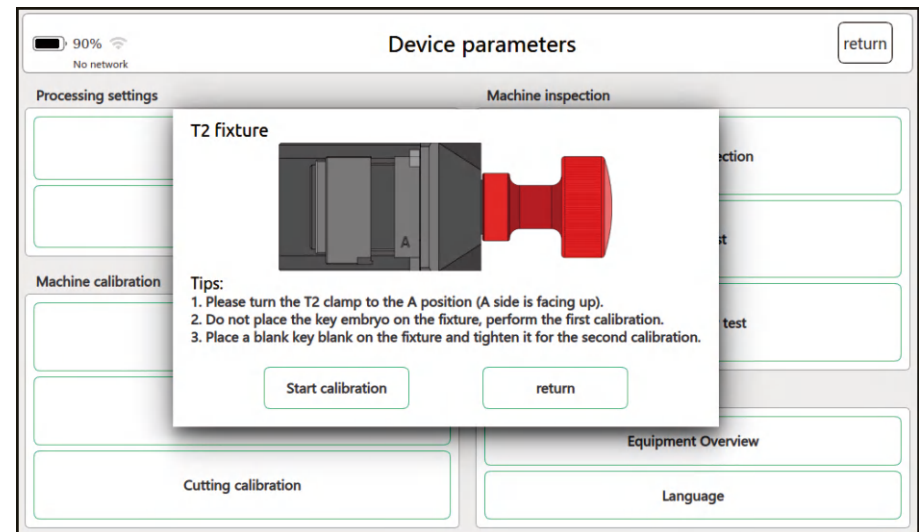 90%
No network
Device parameters
return
Processing settings
Machine inspection
T2 fixture
A
Tips:
1. Please turn the T2 clamp to the A position (A side is facing up).
2. Do not place the key embryo on the fixture, perform the first calibration.
3. Place a blank key blank on the fixture and tighten it for the second calibration.
Start calibration
return
Machine calibration
test
Cutting calibration
Equipment Overview
Language